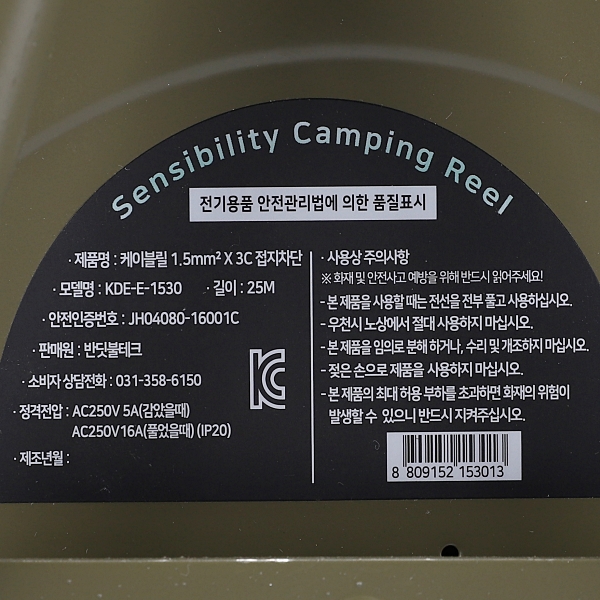 Sensibility Camping Reel
전기용품 안전관리법에 의한 품질표시
· 제품명 : 케이블릴 1.5mm² X 3C 접지차단
· 모델명 : KDE-E-1530 · 길이 : 25M
· 안전인증번호 : JH04080-16001C
· 판매원 : 반딧불테크
· 소비자 상담전화 : 031-358-6150
· 정격전압 : AC250V 5A(감았을때)
AC250V16A(풀었을때) (IP20)
· 제조년월 :
· 사용상 주의사항
※ 화재 및 안전사고 예방을 위해 반드시 읽어주세요!
- 본 제품을 사용할 때는 전선을 전부 풀고 사용하십시오.
- 우천시 노상에서 절대 사용하지 마십시오.
- 본 제품을 임의로 분해 하거나, 수리 및 개조하지 마십시오.
- 젖은 손으로 제품을 사용하지 마십시오.
- 본 제품의 최대 허용 부하를 초과하면 화재의 위험이
발생할 수 있으니 반드시 지켜주십시오.
8 809152 153013